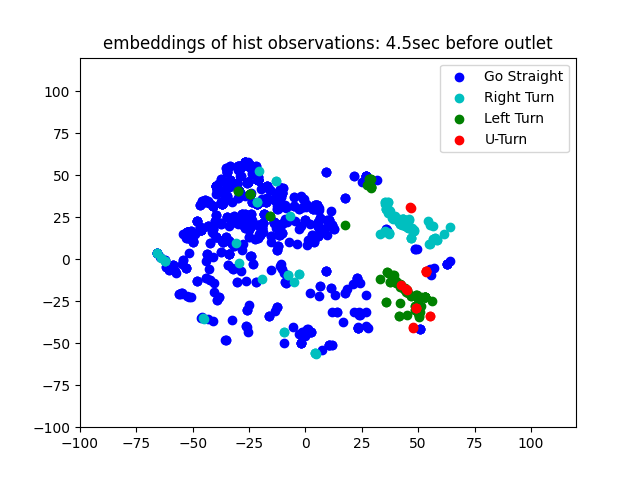 embeddings of hist observations: 4.5sec before outlet
Go Straight
Right Turn
Left Turn
U-Turn
100
75
50
25
0
−25
−50
−75
−100
−100 −75 −50 −25 0 25 50 75 100